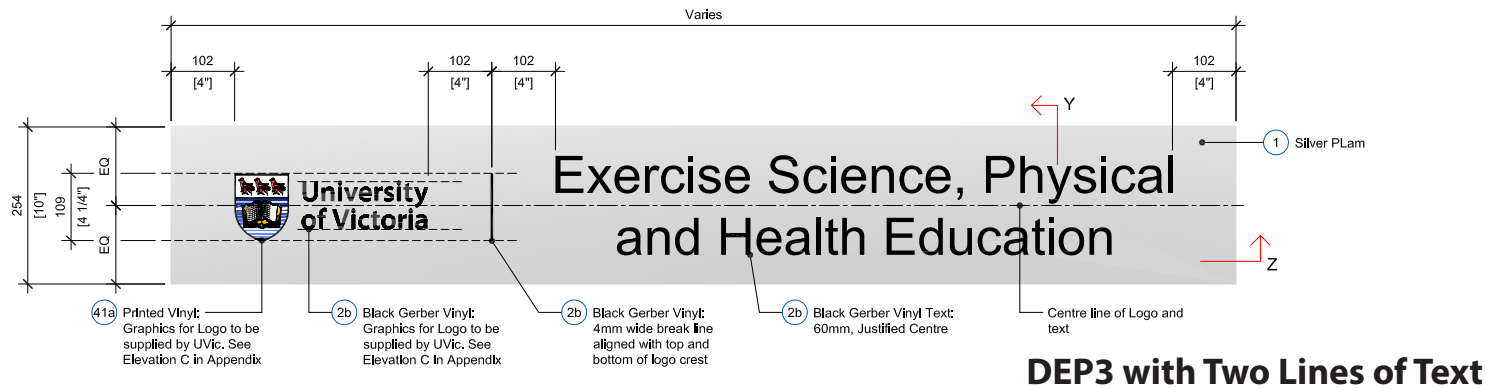 Varies
102
[4"]
102
[4"]
102
[4"]
102
[4"]
Y
254
[10"]
109
[4 1/4"]
EQ
EQ
University
of Victoria
Exercise Science, Physical
and Health Education
1 Silver PLam
Z
41a Printed Vinyl:
Graphics for Logo to be
supplied by UVic. See
Elevation C in Appendix
2b Black Gerber Vinyl:
Graphics for Logo to be
supplied by UVic. See
Elevation C in Appendix
2b Black Gerber Vinyl:
4mm wide break line
aligned with top and
bottom of logo crest
2b Black Gerber Vinyl Text:
60mm, Justified Centre
Centre line of Logo and
text
DEP3 with Two Lines of Text